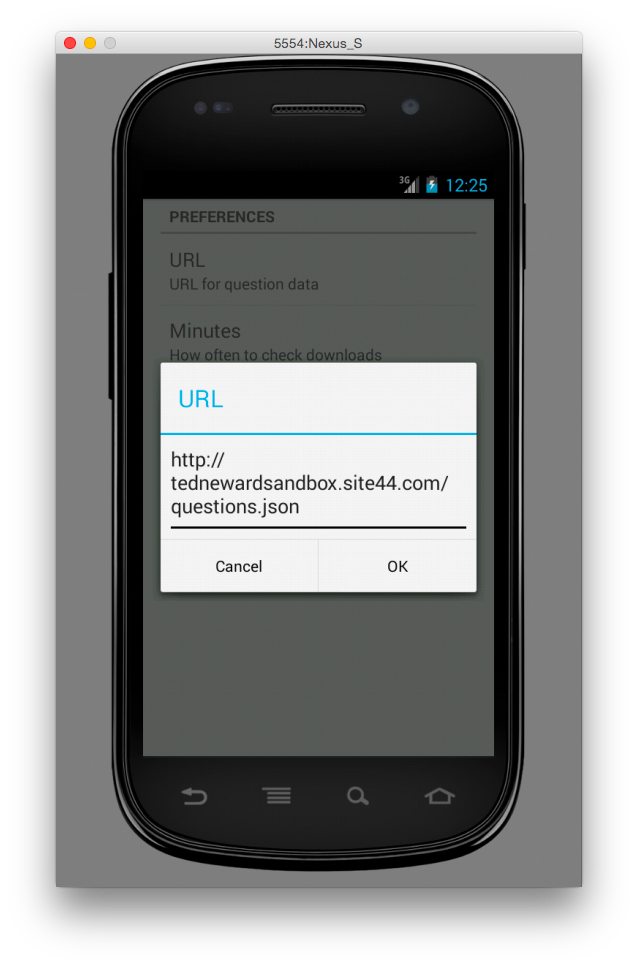 5554:Nexus_S
3G 12:25
PREFERENCES
URL
URL for question data
Minutes
How often to check downloads
URL
http://
tednewardsandbox.site44.com/
questions.json
Cancel OK